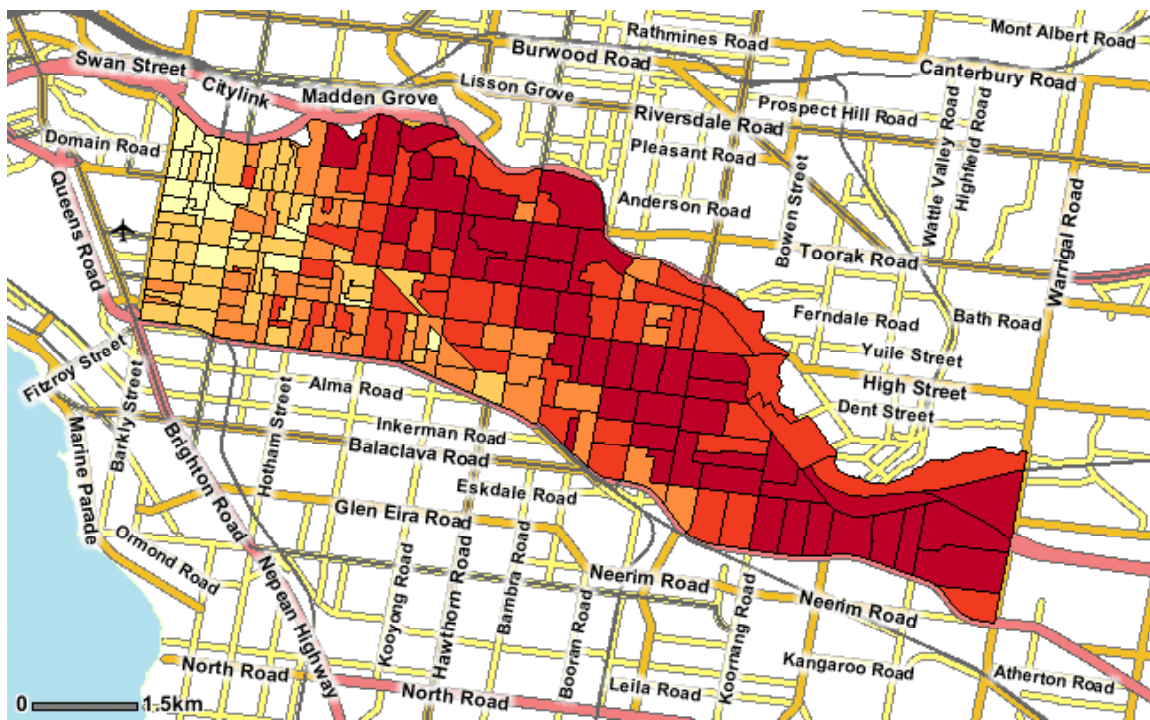 Rathmines Road
Mont Albert Road
Burwood Road
Swan Street
Canterbury Road
Citylink
Madden Grove
Lisson Grove
Prospect Hill Road
Riversdale Road
Domain Road
Pleasant Road
Wattle Valley Road
Highfield Road
Queens Road
Anderson Road
Bowen Street
Toorak Road
Warrigal Road
Ferndale Road
Bath Road
Yuile Street
Fitzroy Street
High Street
Alma Road
Dent Street
Barkly Street
Hotham Street
Inkerman Road
Marine Parade
Brighton Road
Balaclava Road
Eskdale Road
Glen Eira Road
Ormond Road
Nepean Highway
Kooyong Road
Hawthorn Road
Bambra Road
Neerim Road
Booran Road
Koornang Road
Neerim Road
North Road
Kangaroo Road
Atherton Road
Leila Road
North Road
0 1.5km